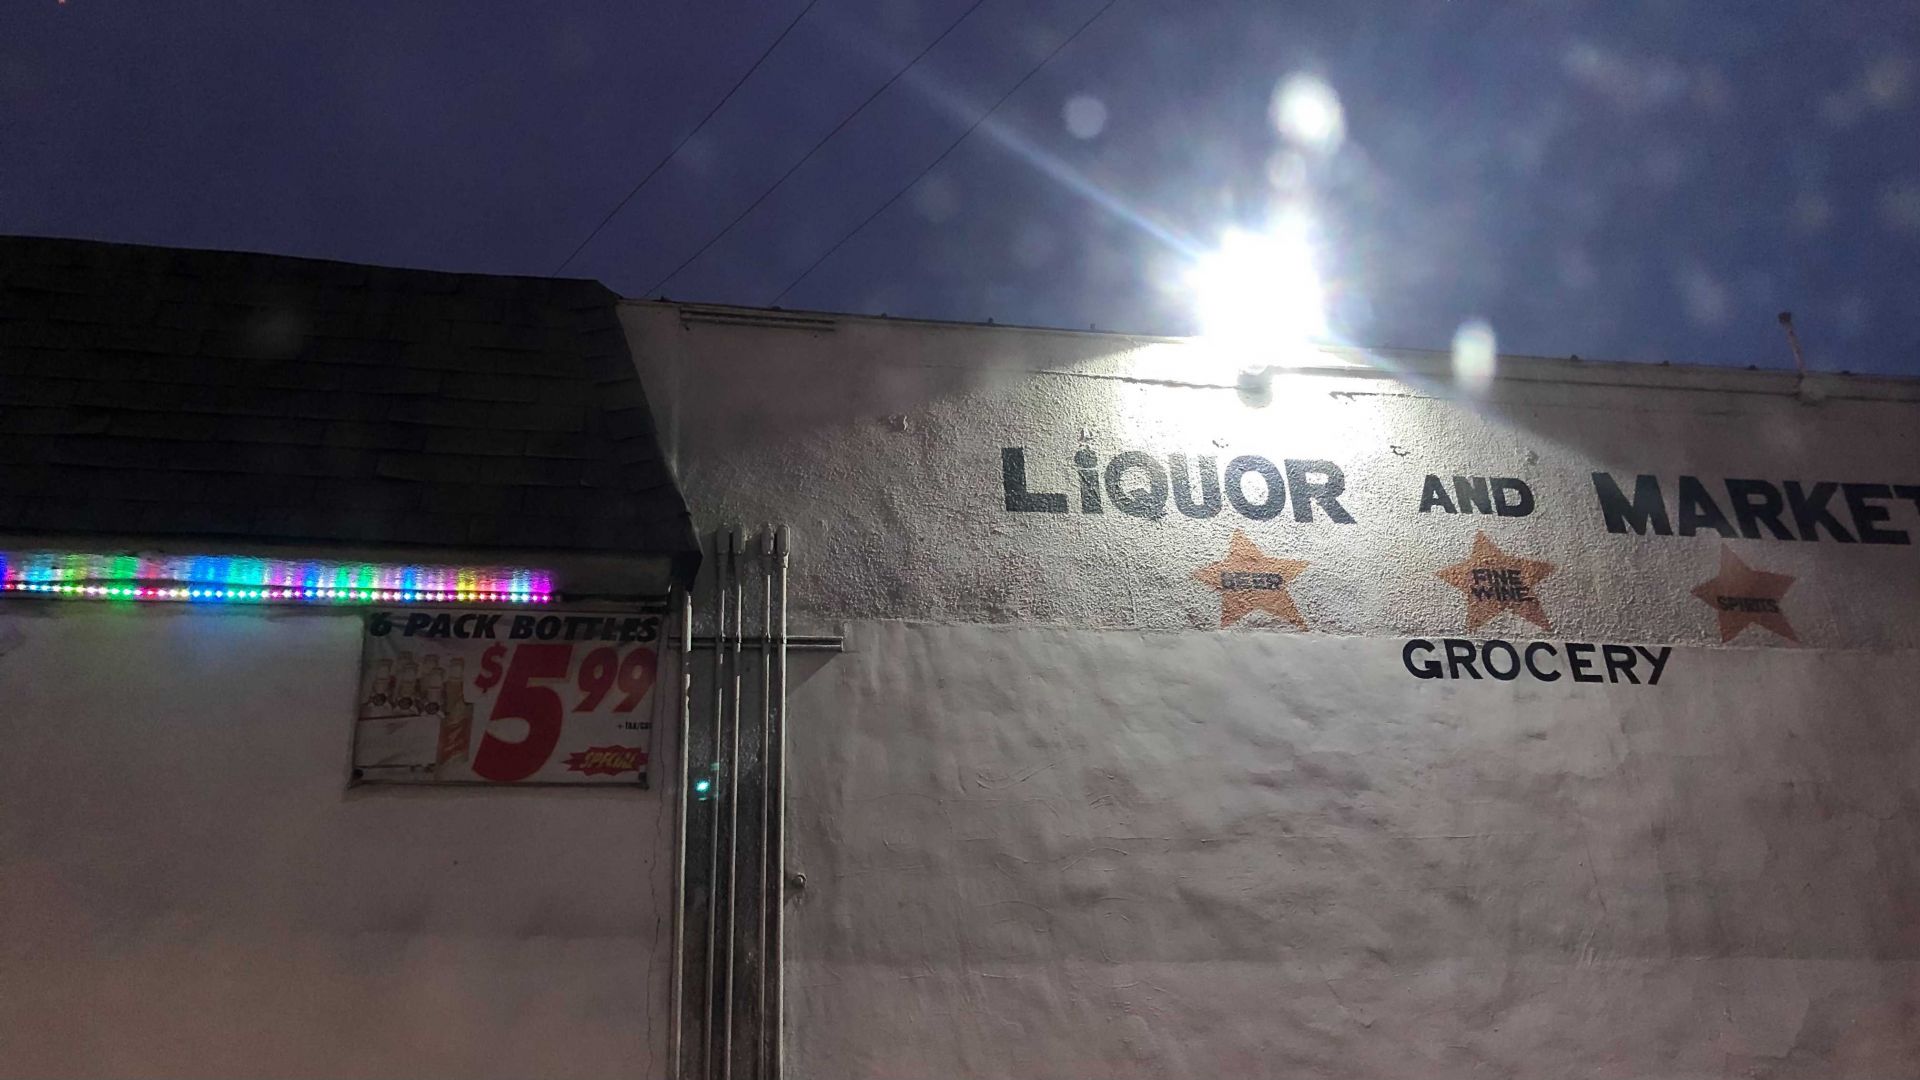 LiQUOR AND MARKET
BEER
FINE
WINE
SPIRITS
GROCERY
6 PACK BOTTLES
$5.99
SPECIAL